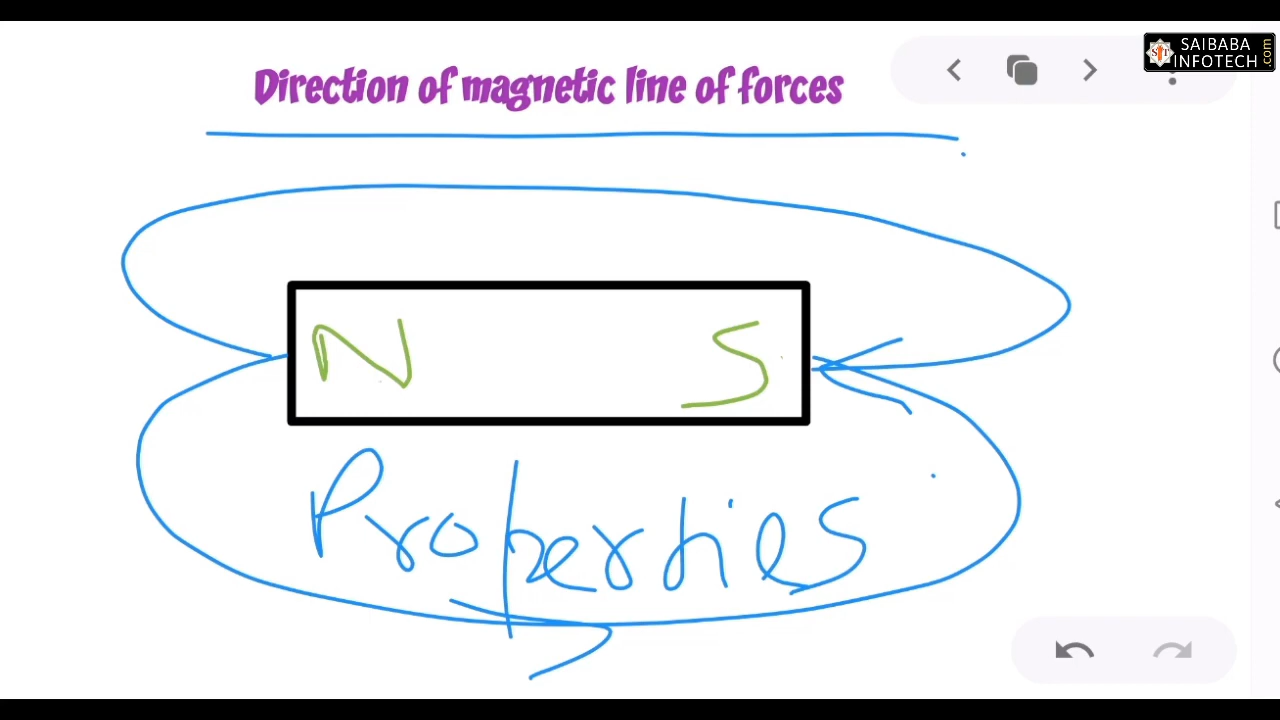 SAIBABA
INFOTECH.com
Direction of magnetic line of forces
N S
Properties